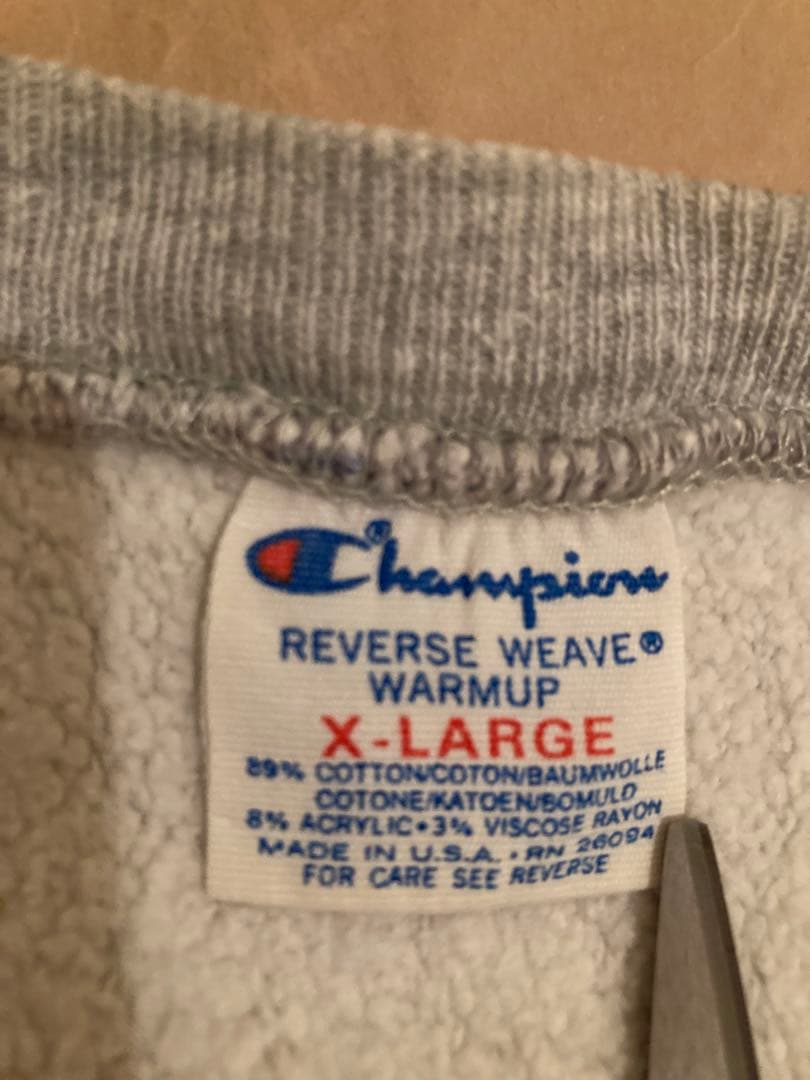 Champion®
REVERSE WEAVE®
WARMUP
X-LARGE
89% COTTON/COTON/BAUMWOLLE
COTONE/KATOEN/BOMULD
8% ACRYLIC•3% VISCOSE RAYON
MADE IN U.S.A. • RN 26094
FOR CARE SEE REVERSE